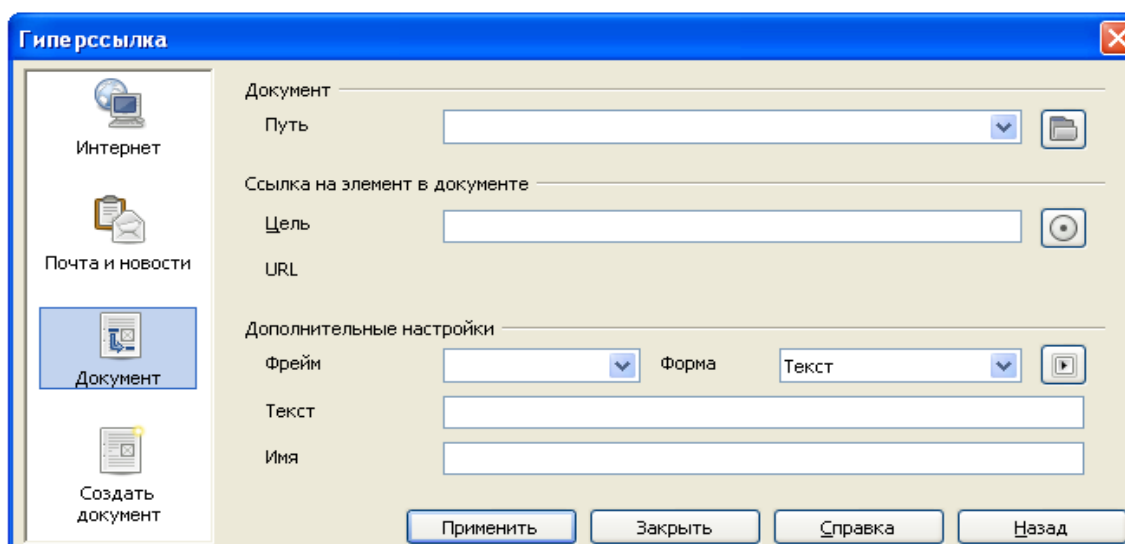 Гиперссылка
Интернет
Почта и новости
Документ
Создать
документ
Документ
Путь
Ссылка на элемент в документе
Цель
URL
Дополнительные настройки
Фрейм Форма Текст
Текст
Имя
Применить Закрыть Справка Назад